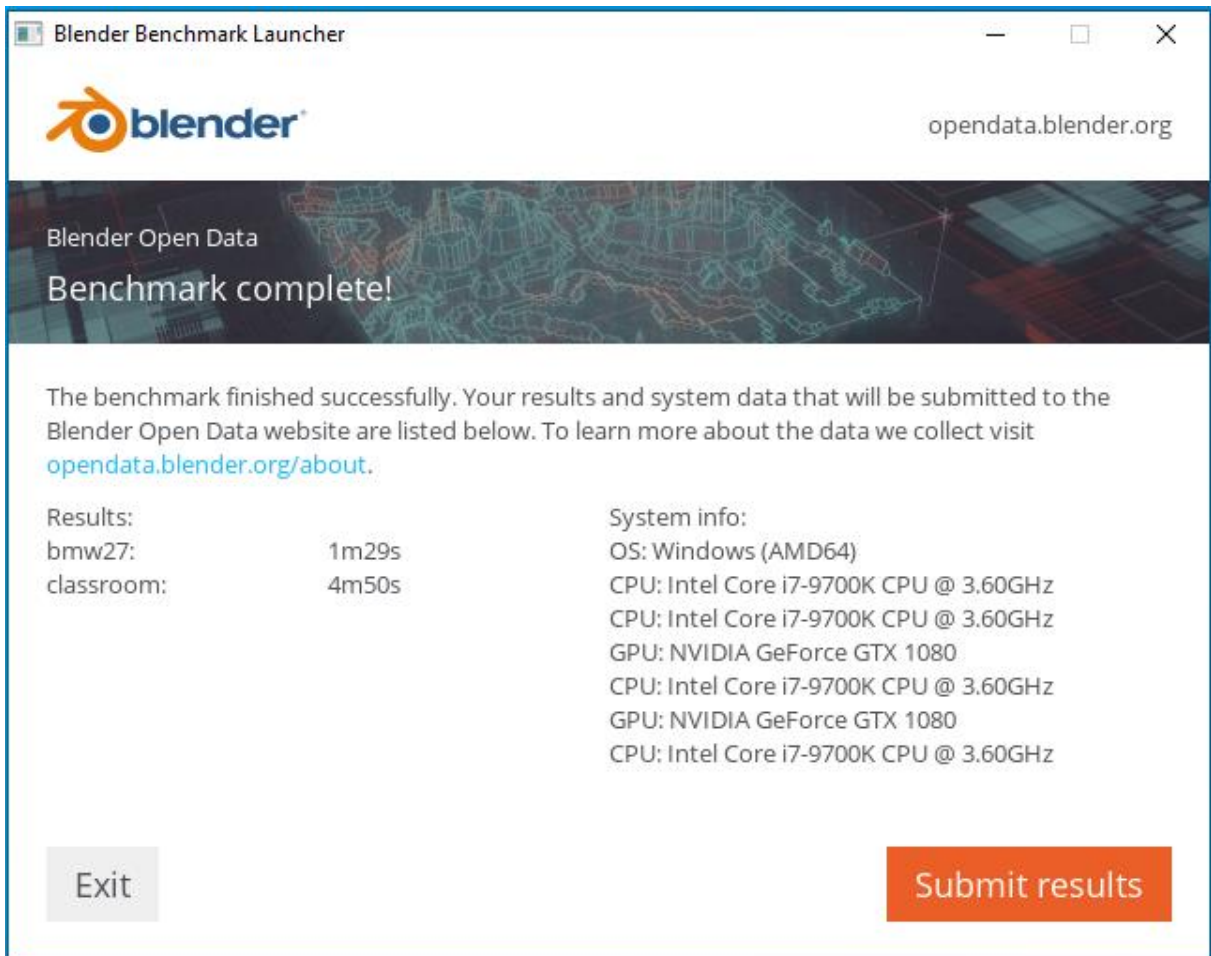 Blender Benchmark Launcher
blender
opendata.blender.org
Blender Open Data
Benchmark complete!
The benchmark finished successfully. Your results and system data that will be submitted to the
Blender Open Data website are listed below. To learn more about the data we collect visit
opendata.blender.org/about.
Results:
bmw27: 1m29s
classroom: 4m50s
System info:
OS: Windows (AMD64)
CPU: Intel Core i7-9700K CPU @ 3.60GHz
CPU: Intel Core i7-9700K CPU @ 3.60GHz
GPU: NVIDIA GeForce GTX 1080
CPU: Intel Core i7-9700K CPU @ 3.60GHz
GPU: NVIDIA GeForce GTX 1080
CPU: Intel Core i7-9700K CPU @ 3.60GHz
Exit
Submit results